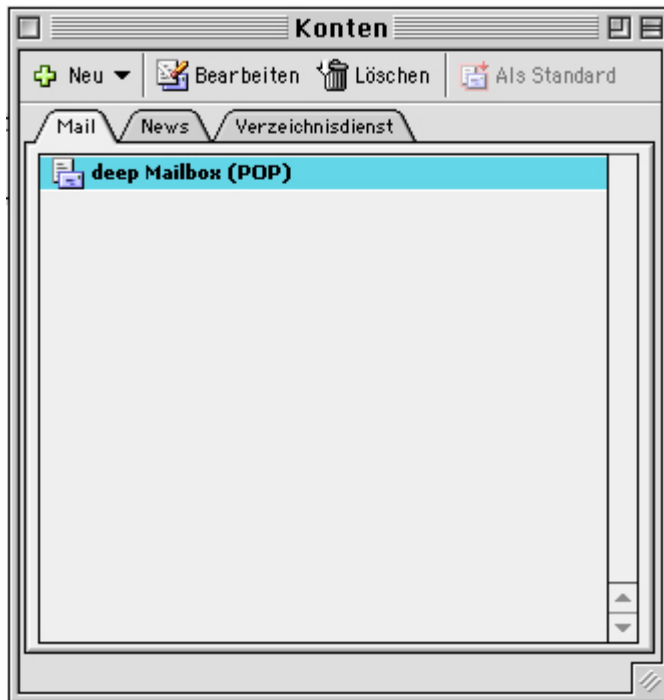 Konten
Neu Bearbeiten Löschen Als Standard
Mail News Verzeichnisdienst
deep Mailbox (POP)